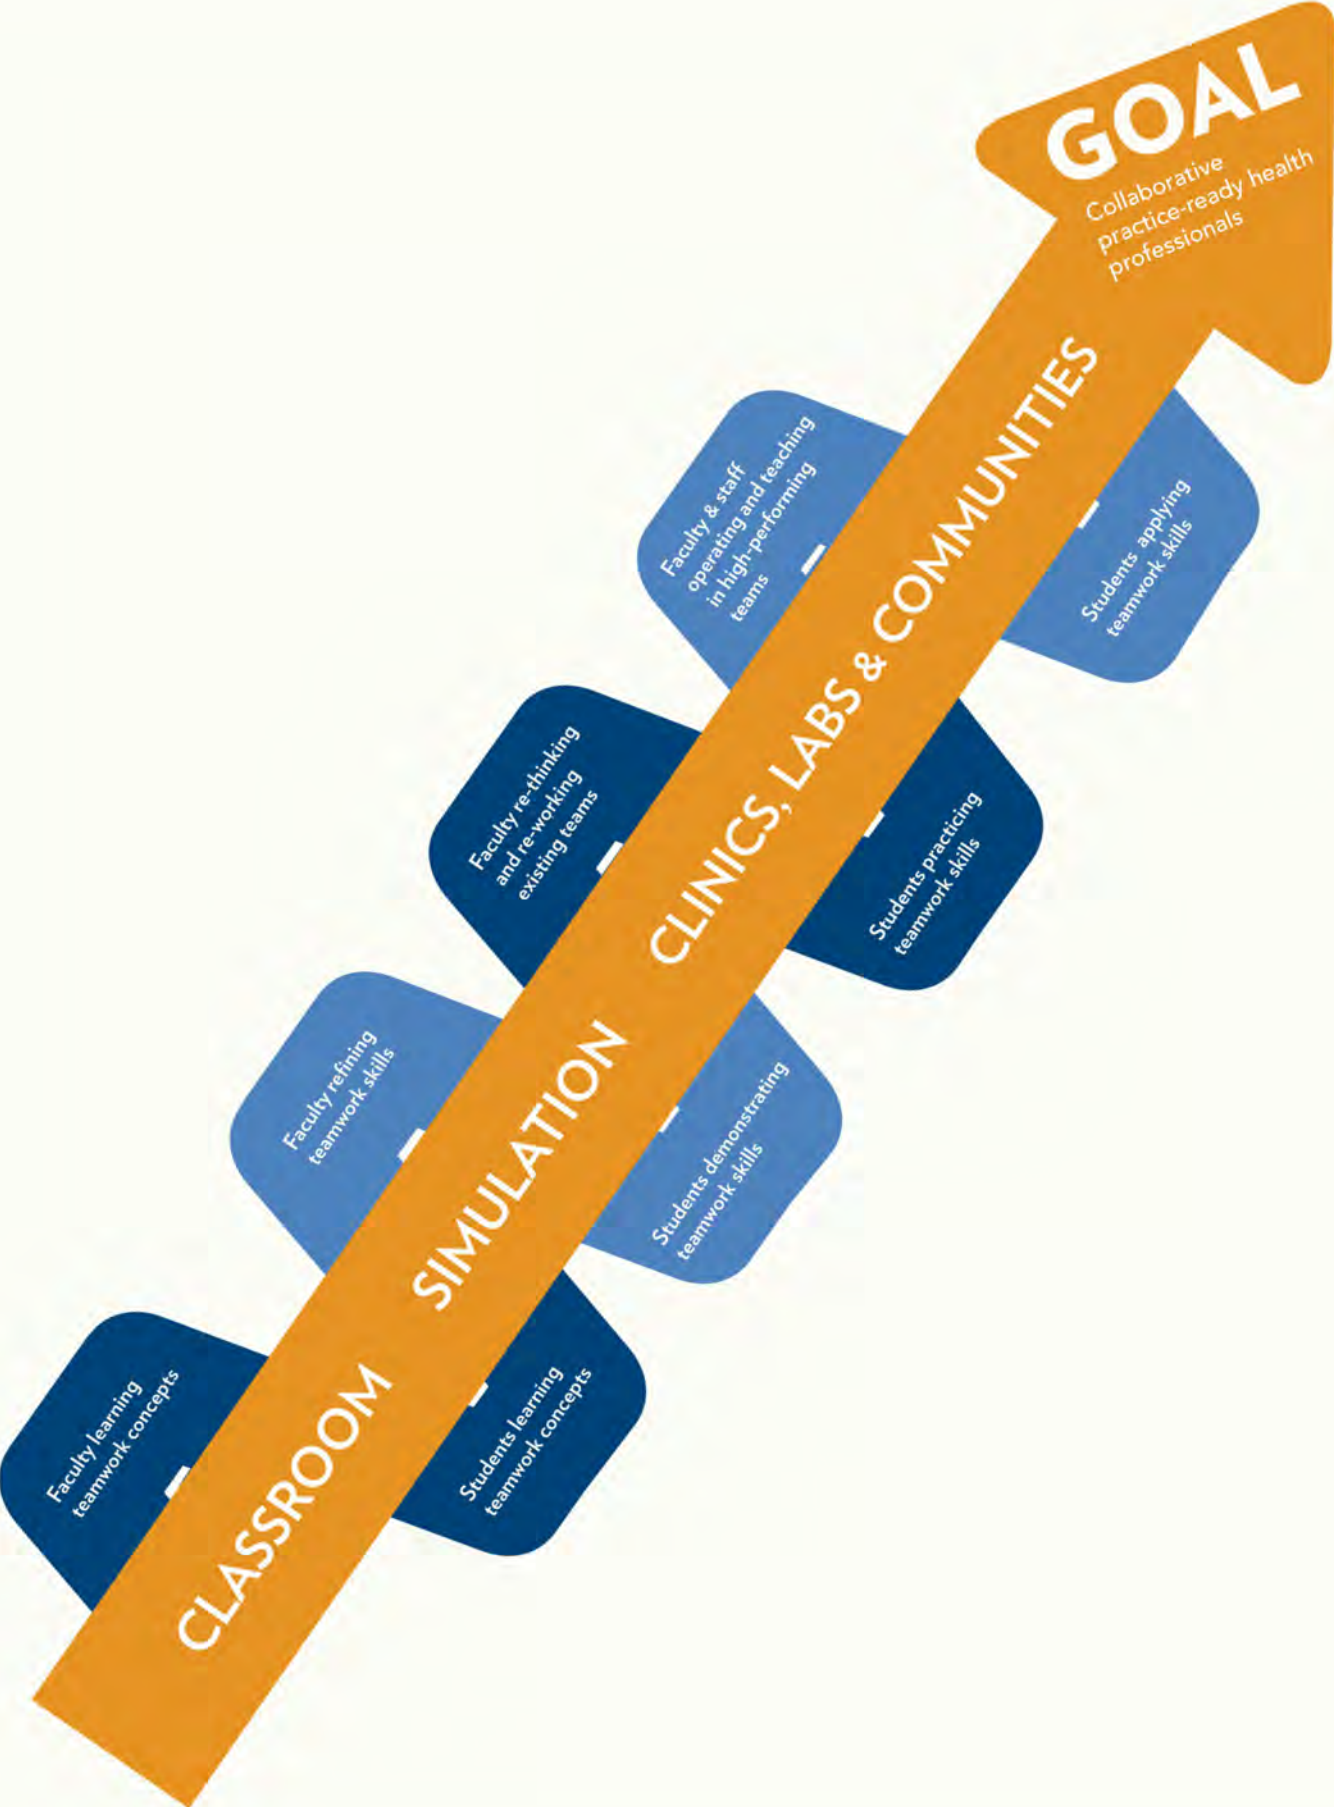 GOAL
Collaborative
practice-ready health
professionals
CLINICS, LABS & COMMUNITIES
SIMULATION
CLASSROOM
Faculty & staff
operating and teaching
in high-performing
teams
Students applying
teamwork skills
Faculty re-thinking
and re-working
existing teams
Students practicing
teamwork skills
Faculty refining
teamwork skills
Students demonstrating
teamwork skills
Faculty learning
teamwork concepts
Students learning
teamwork concepts